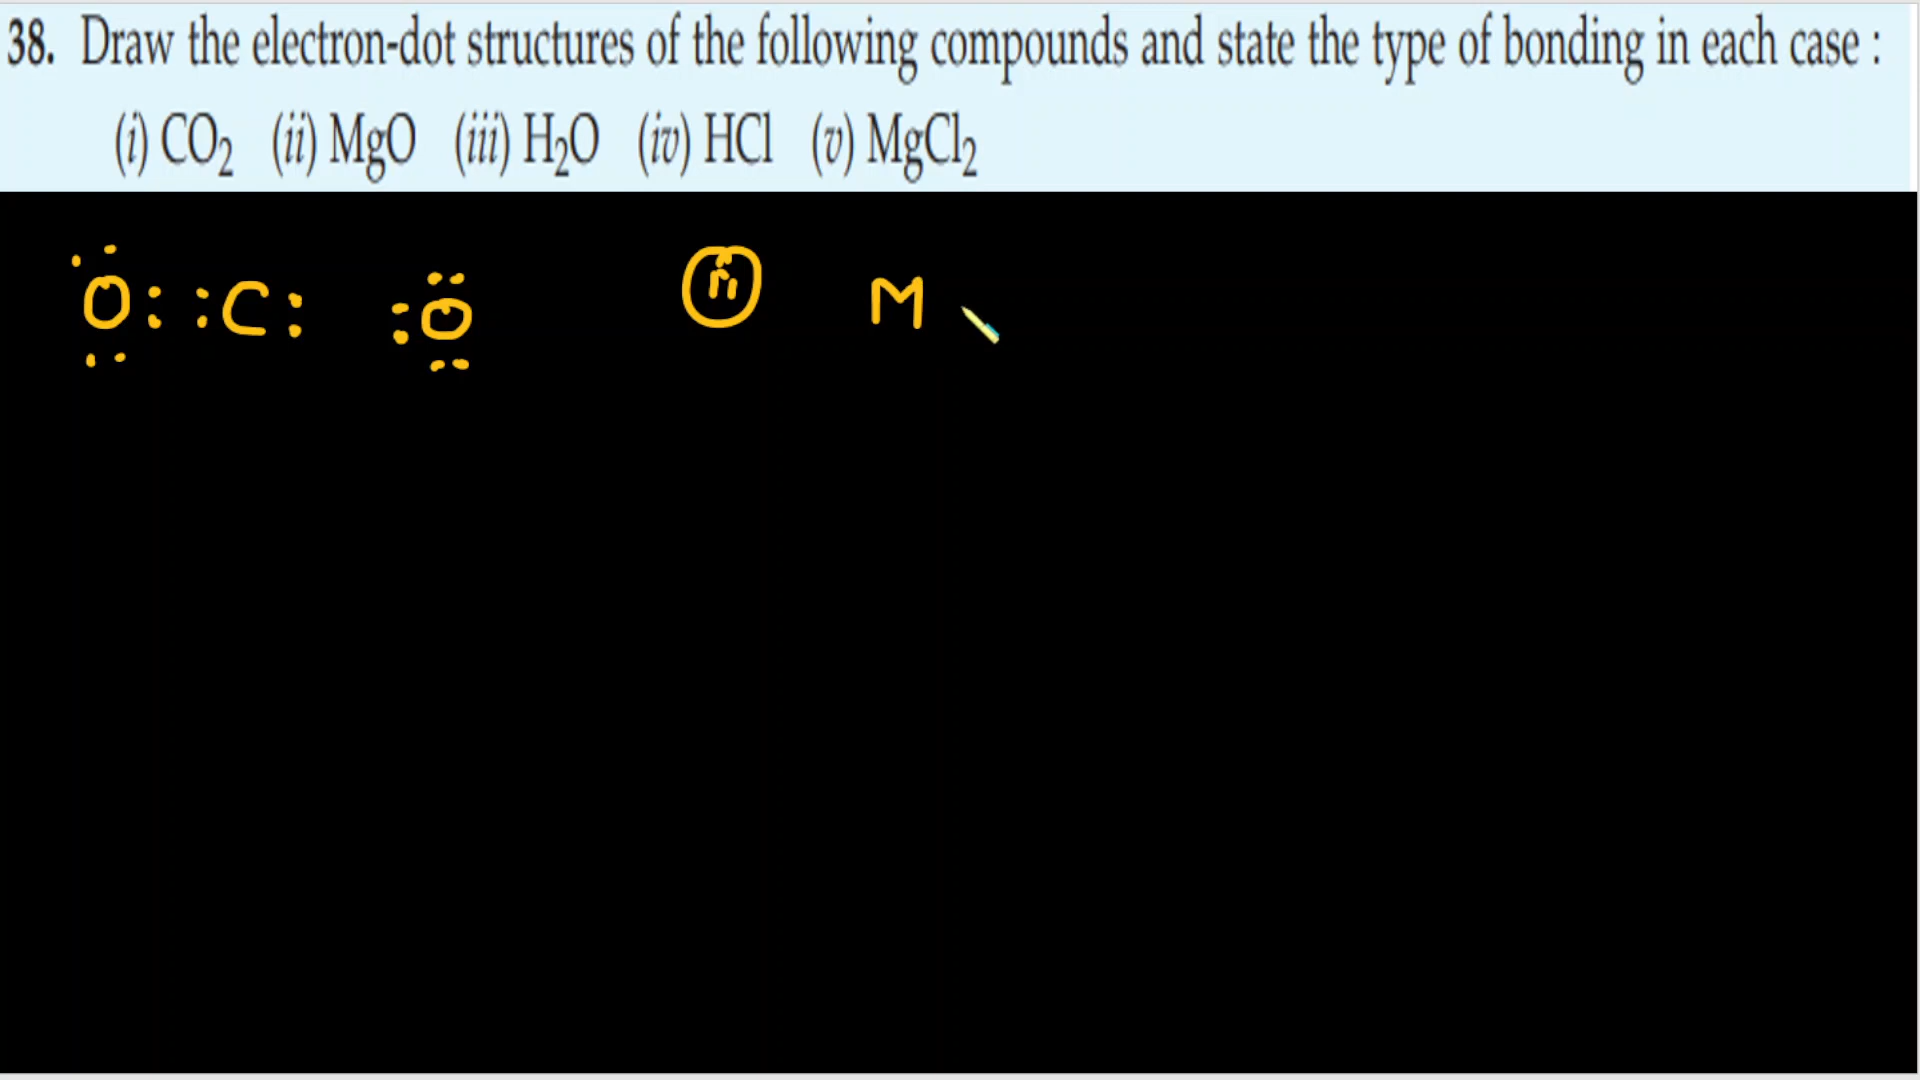 38. Draw the electron-dot structures of the following compounds and state the type of bonding in each case :
(i) CO₂ (ii) MgO (iii) H₂O (iv) HCl (v) MgCl₂
O : : C : : O ii M